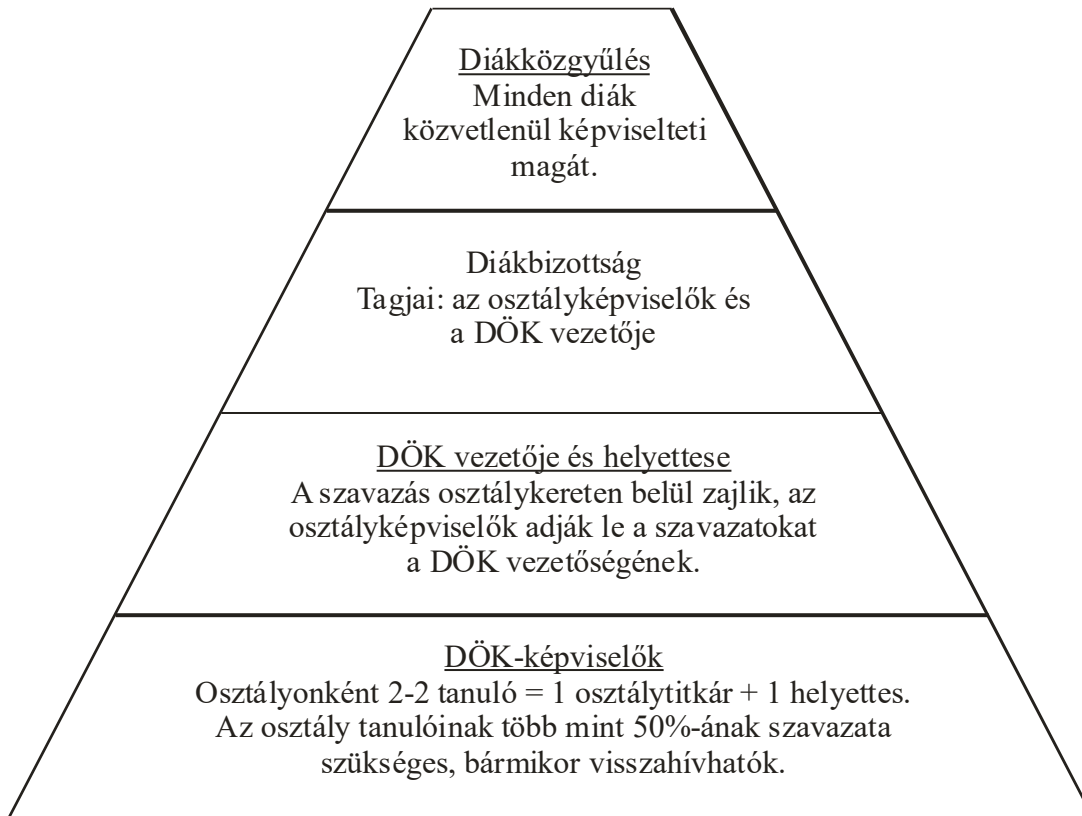 Diákközgyűlés
Minden diák
közvetlenül képviselteti
magát.
Diákbizottság
Tagjai: az osztályképviselők és
a DÖK vezetője
DÖK vezetője és helyettese
A szavazás osztálykereten belül zajlik, az
osztályképviselők adják le a szavazatokat
a DÖK vezetőségének.
DÖK-képviselők
Osztályonként 2-2 tanuló = 1 osztálytitkár + 1 helyettes.
Az osztály tanulóinak több mint 50%-ának szavazata
szükséges, bármikor visszahívhatók.